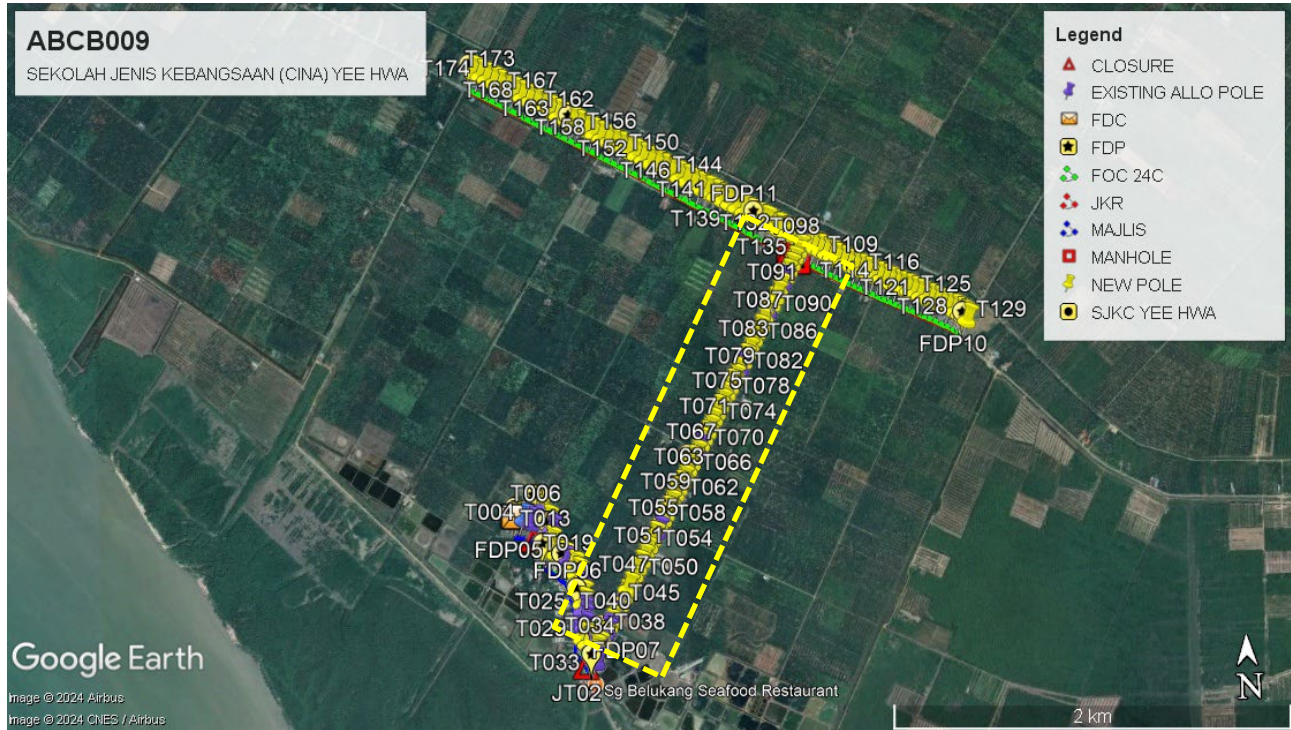 ABCB009
SEKOLAH JENIS KEBANGSAAN (CINA) YEE HWA
Legend
CLOSURE
EXISTING ALLO POLE
FDC
FDP
FOC 24C
JKR
MAJLIS
MANHOLE
NEW POLE
SJKC YEE HWA
T173
T174
T167
T168
T162
T163
T156
T158
T150
T152
T144
T146
T141
FDP11
T139
T132
T098
T135
T109
T091
T114
T116
T121
T125
T128
T129
FDP10
T087
T090
T083
T086
T079
T082
T075
T078
T071
T074
T067
T070
T063
T066
T059
T062
T055
T058
T051
T054
T047
T050
T045
T006
T004
T013
T019
FDP05
FDP06
T025
T040
T029
T034
T038
FDP07
T033
JT02
Sg Belukang Seafood Restaurant
Google Earth
Image © 2024 Airbus
Image © 2024 CNES / Airbus
N
2 km